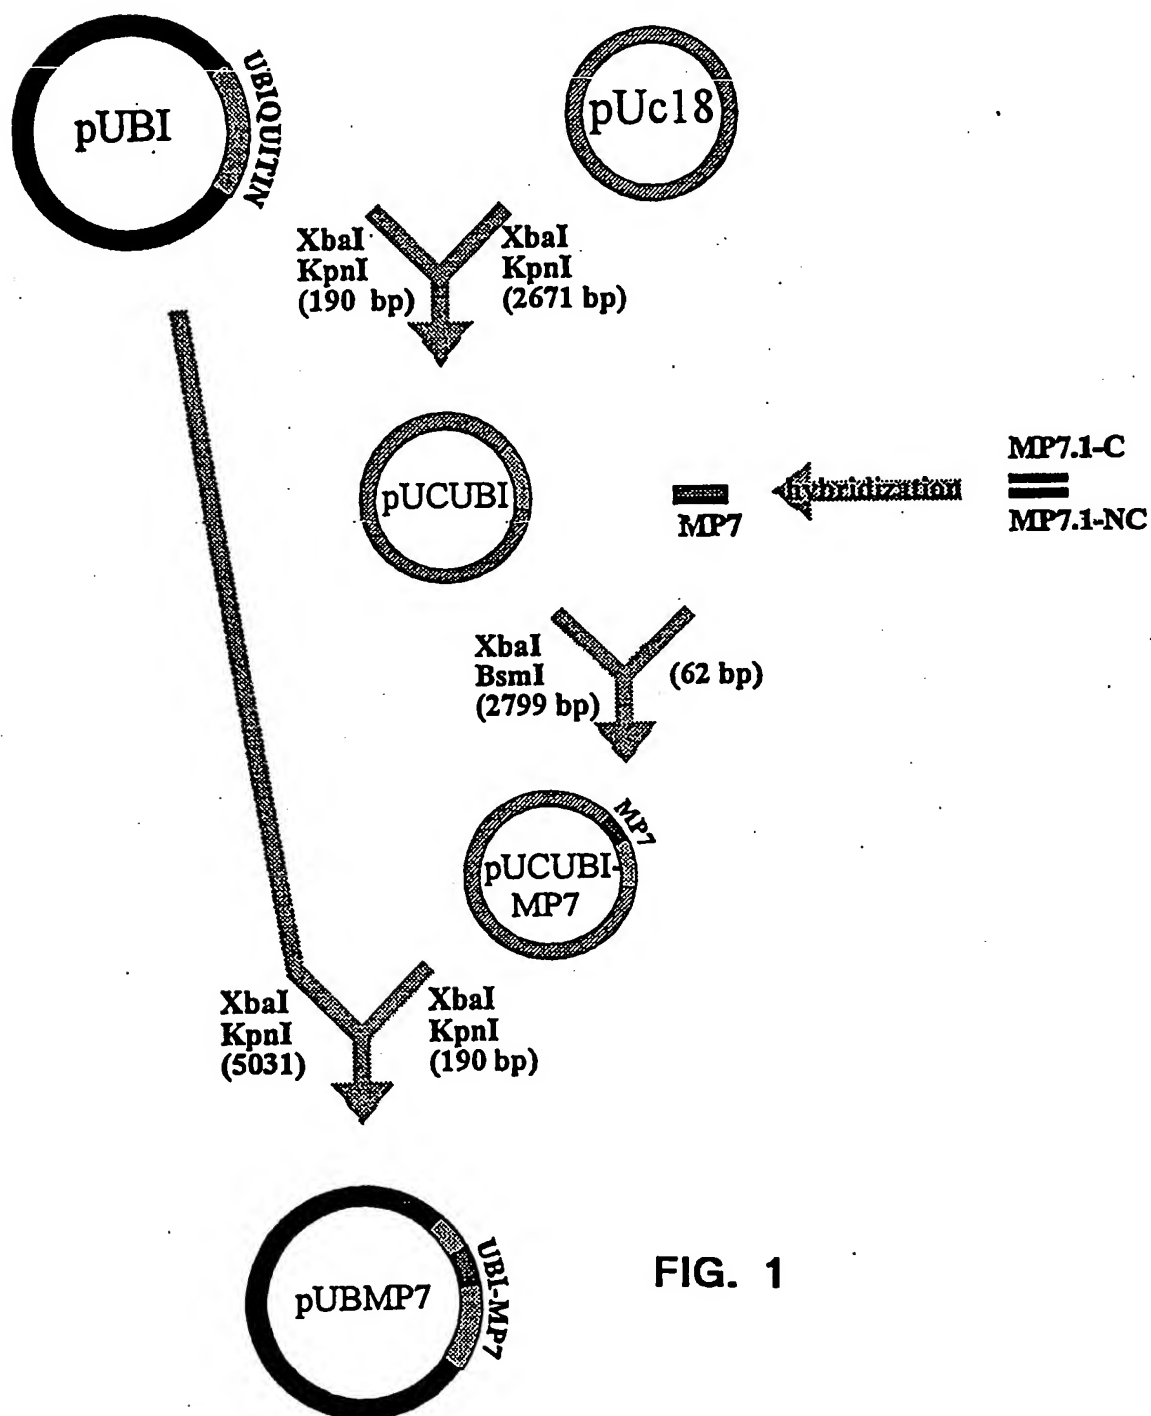 pUBI
UBIQUITIN
pUc18
XbaI
KpnI
(190 bp)
XbaI
KpnI
(2671 bp)
pUCUBI
MP7
hybridization
MP7.1-C
MP7.1-NC
XbaI
BsmI
(2799 bp)
(62 bp)
MP7
pUCUBI-
MP7
XbaI
KpnI
(5031)
XbaI
KpnI
(190 bp)
pUBMP7
UBI-MP7
FIG. 1